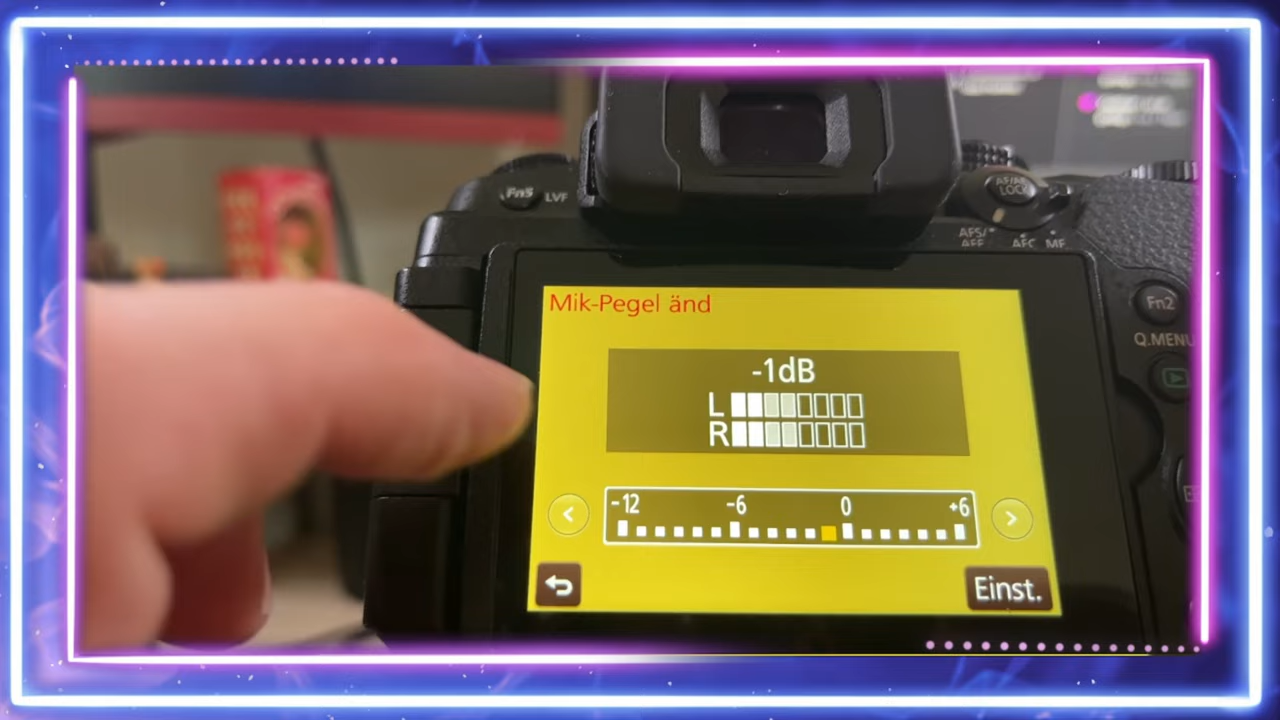 Fn5 LVF
AF/AE
LOCK
AFS/
AFF AFC MF
Fn2
Q.MENU
Mik-Pegel änd
-1dB
L
R
-12 -6 0 +6
Einst.